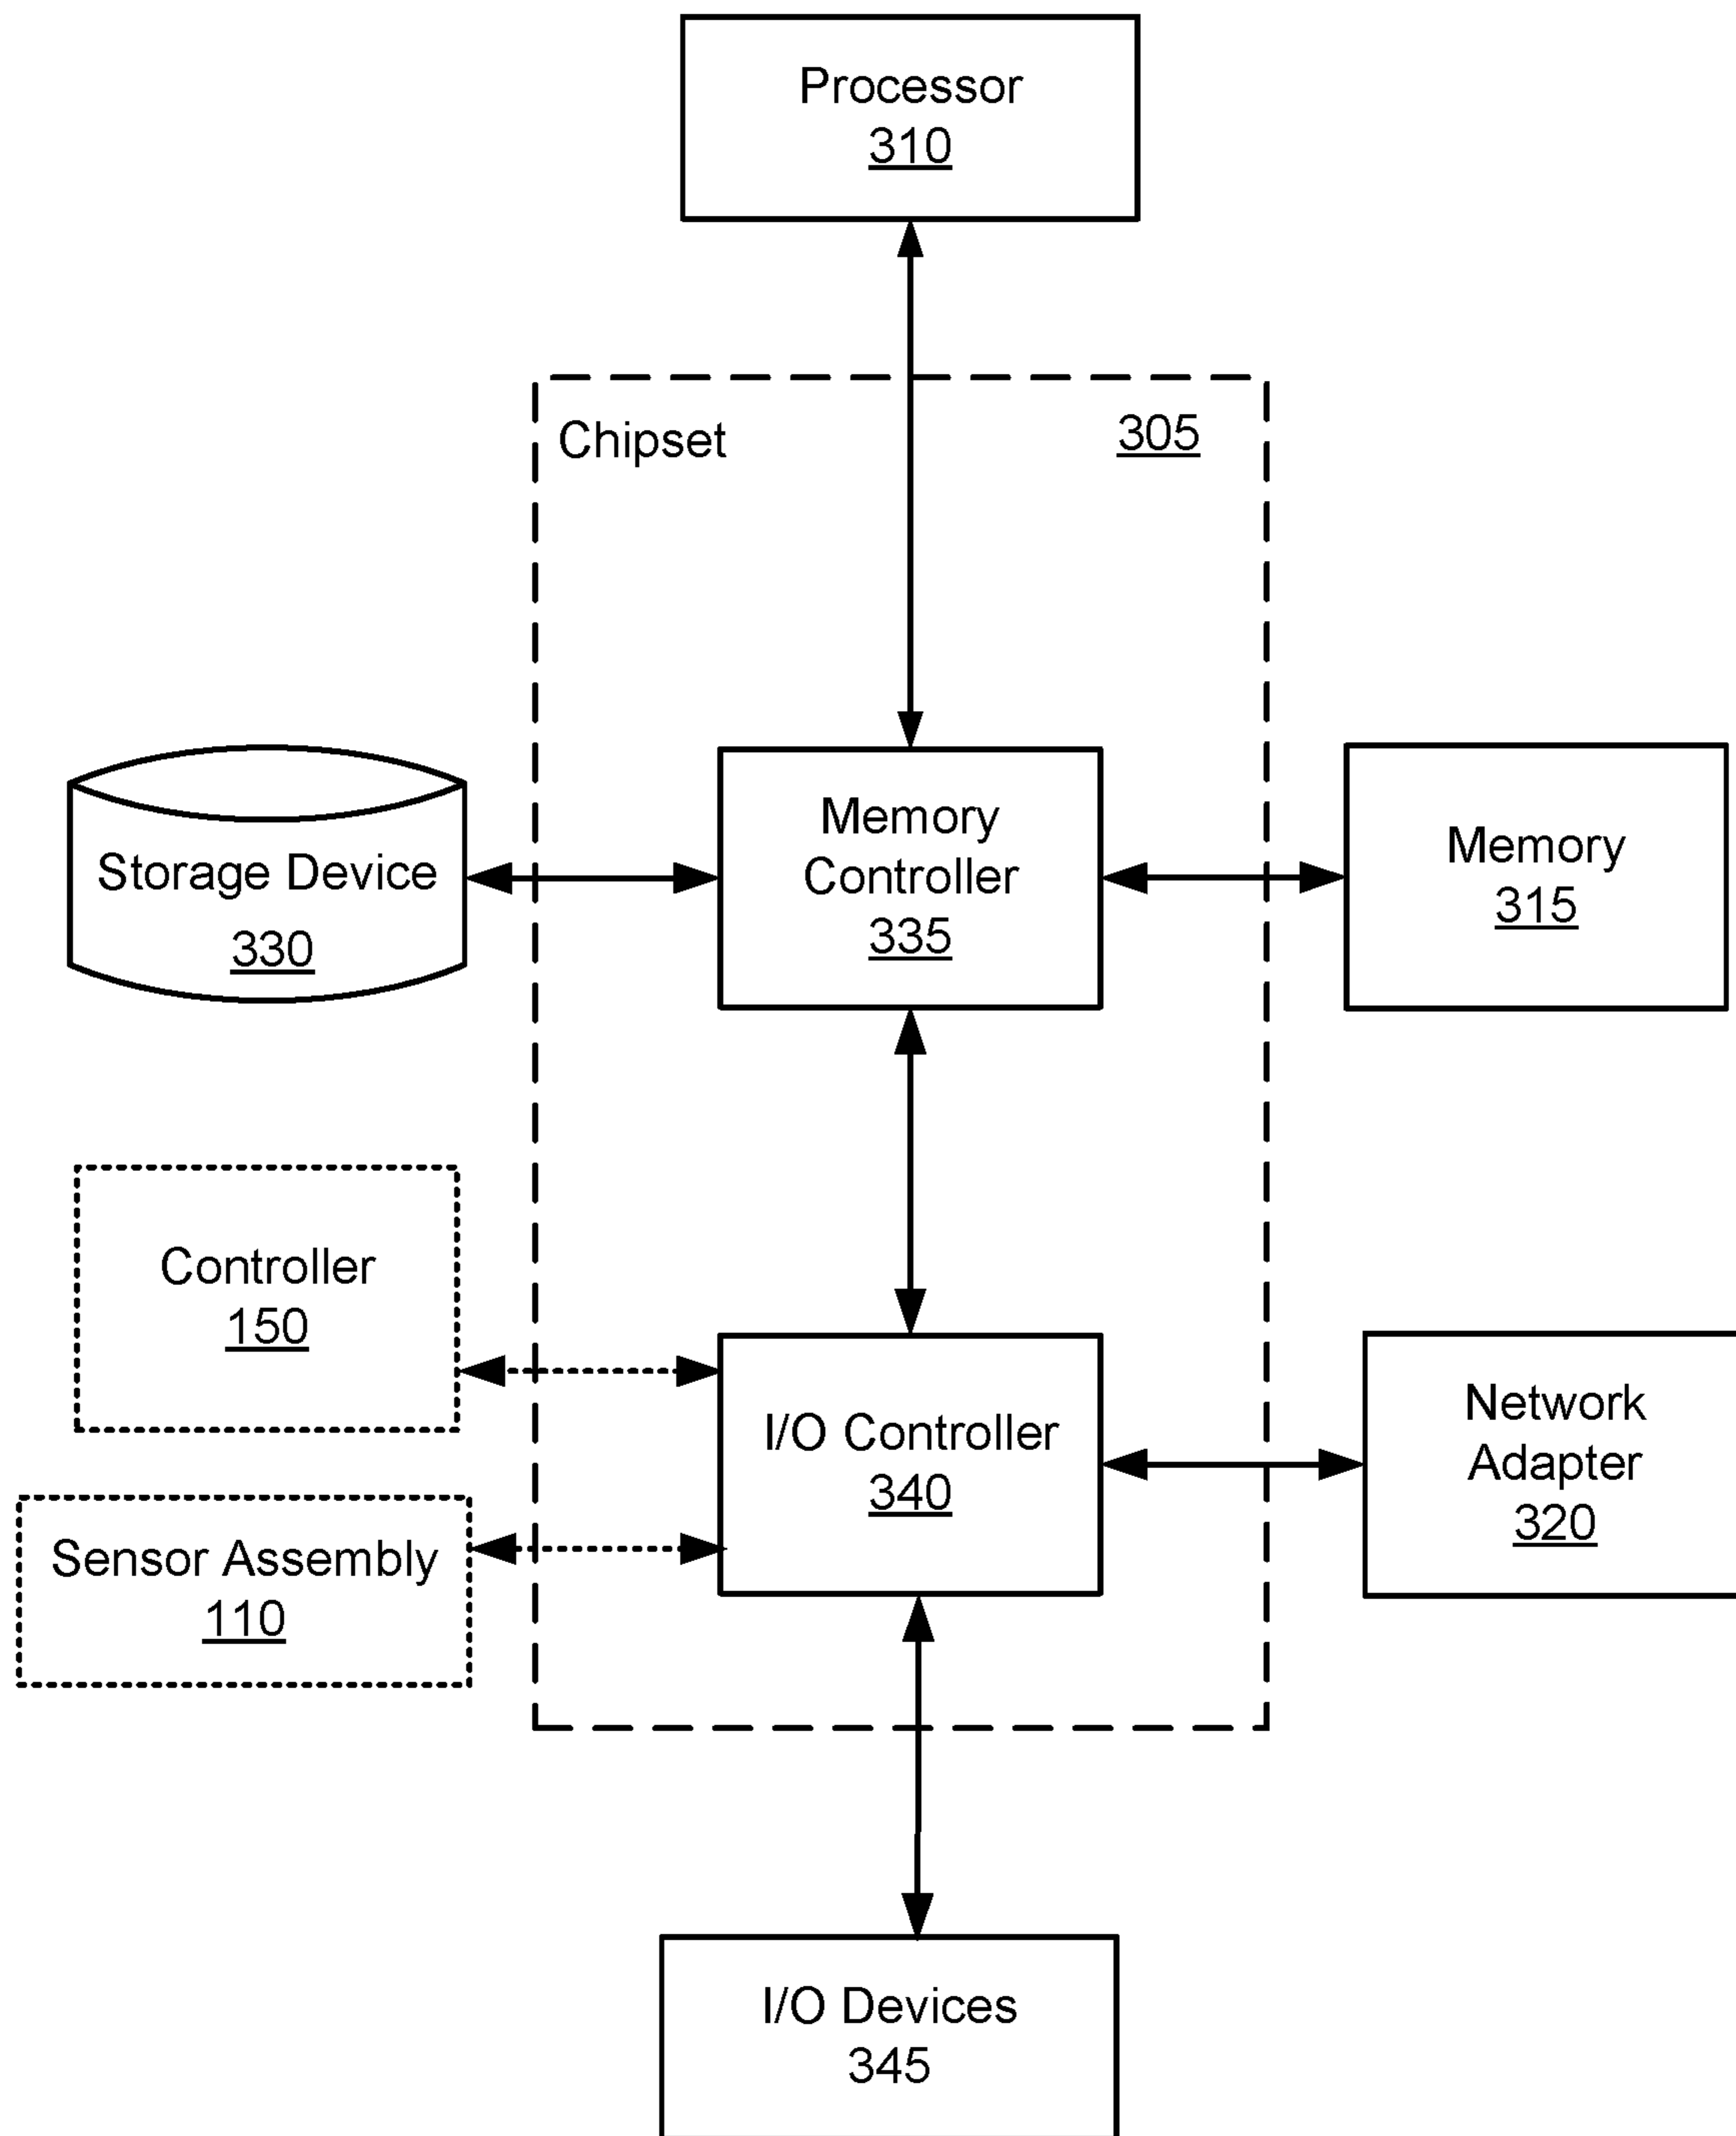 Processor
310
Chipset
305
Storage Device
330
Memory
Controller
335
Memory
315
Controller
150
Sensor Assembly
110
I/O Controller
340
Network
Adapter
320
I/O Devices
345